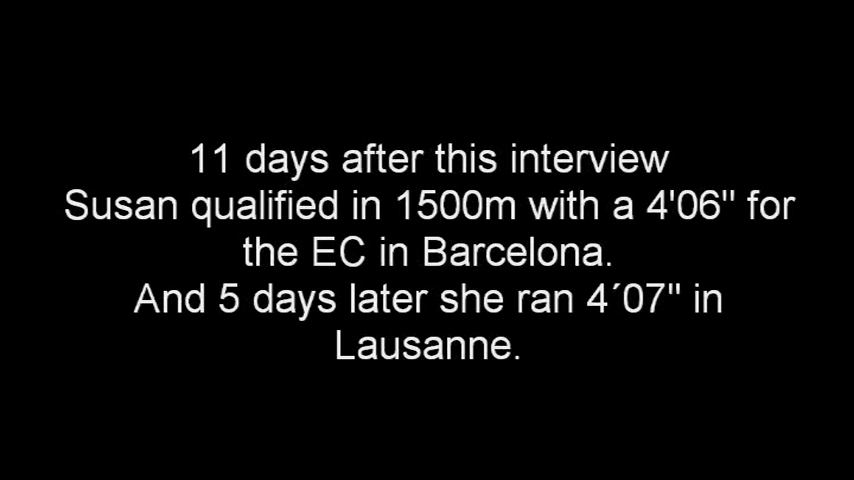 11 days after this interview
Susan qualified in 1500m with a 4'06" for
the EC in Barcelona.
And 5 days later she ran 4´07" in
Lausanne.